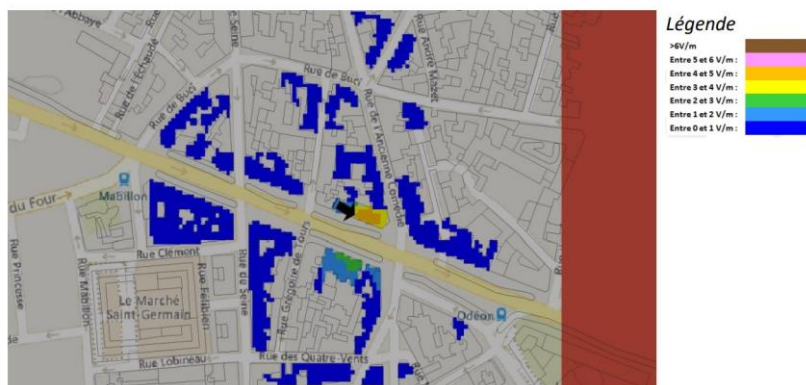 Légende
>6V/m
Entre 5 et 6 V/m :
Entre 4 et 5 V/m :
Entre 3 et 4 V/m :
Entre 2 et 3 V/m :
Entre 1 et 2 V/m :
Entre 0 et 1 V/m :
Abbaye
Rue de l'Échaudé
Rue de Seine
Rue de Buci
Rue de Buci
Rue André Mazet
Rue de l'Ancienne Comédie
Mabillon
du Four
Rue Clément
Rue Princesse
Rue Mabillon
Le Marché
Saint-Germain
Rue Félibien
Rue de Seine
Rue Grégoire de Tours
Odéon
Rue Lobineau
Rue des Quatre-Vents